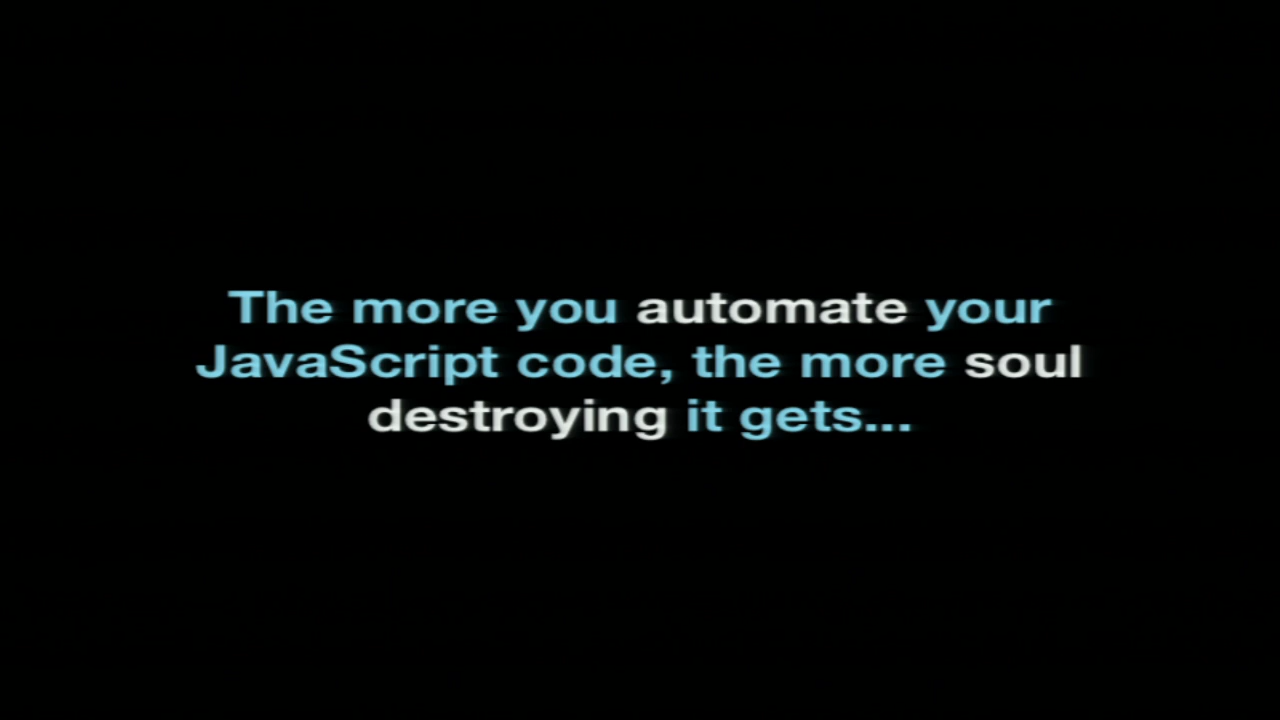 The more you automate your
JavaScript code, the more soul
destroying it gets...